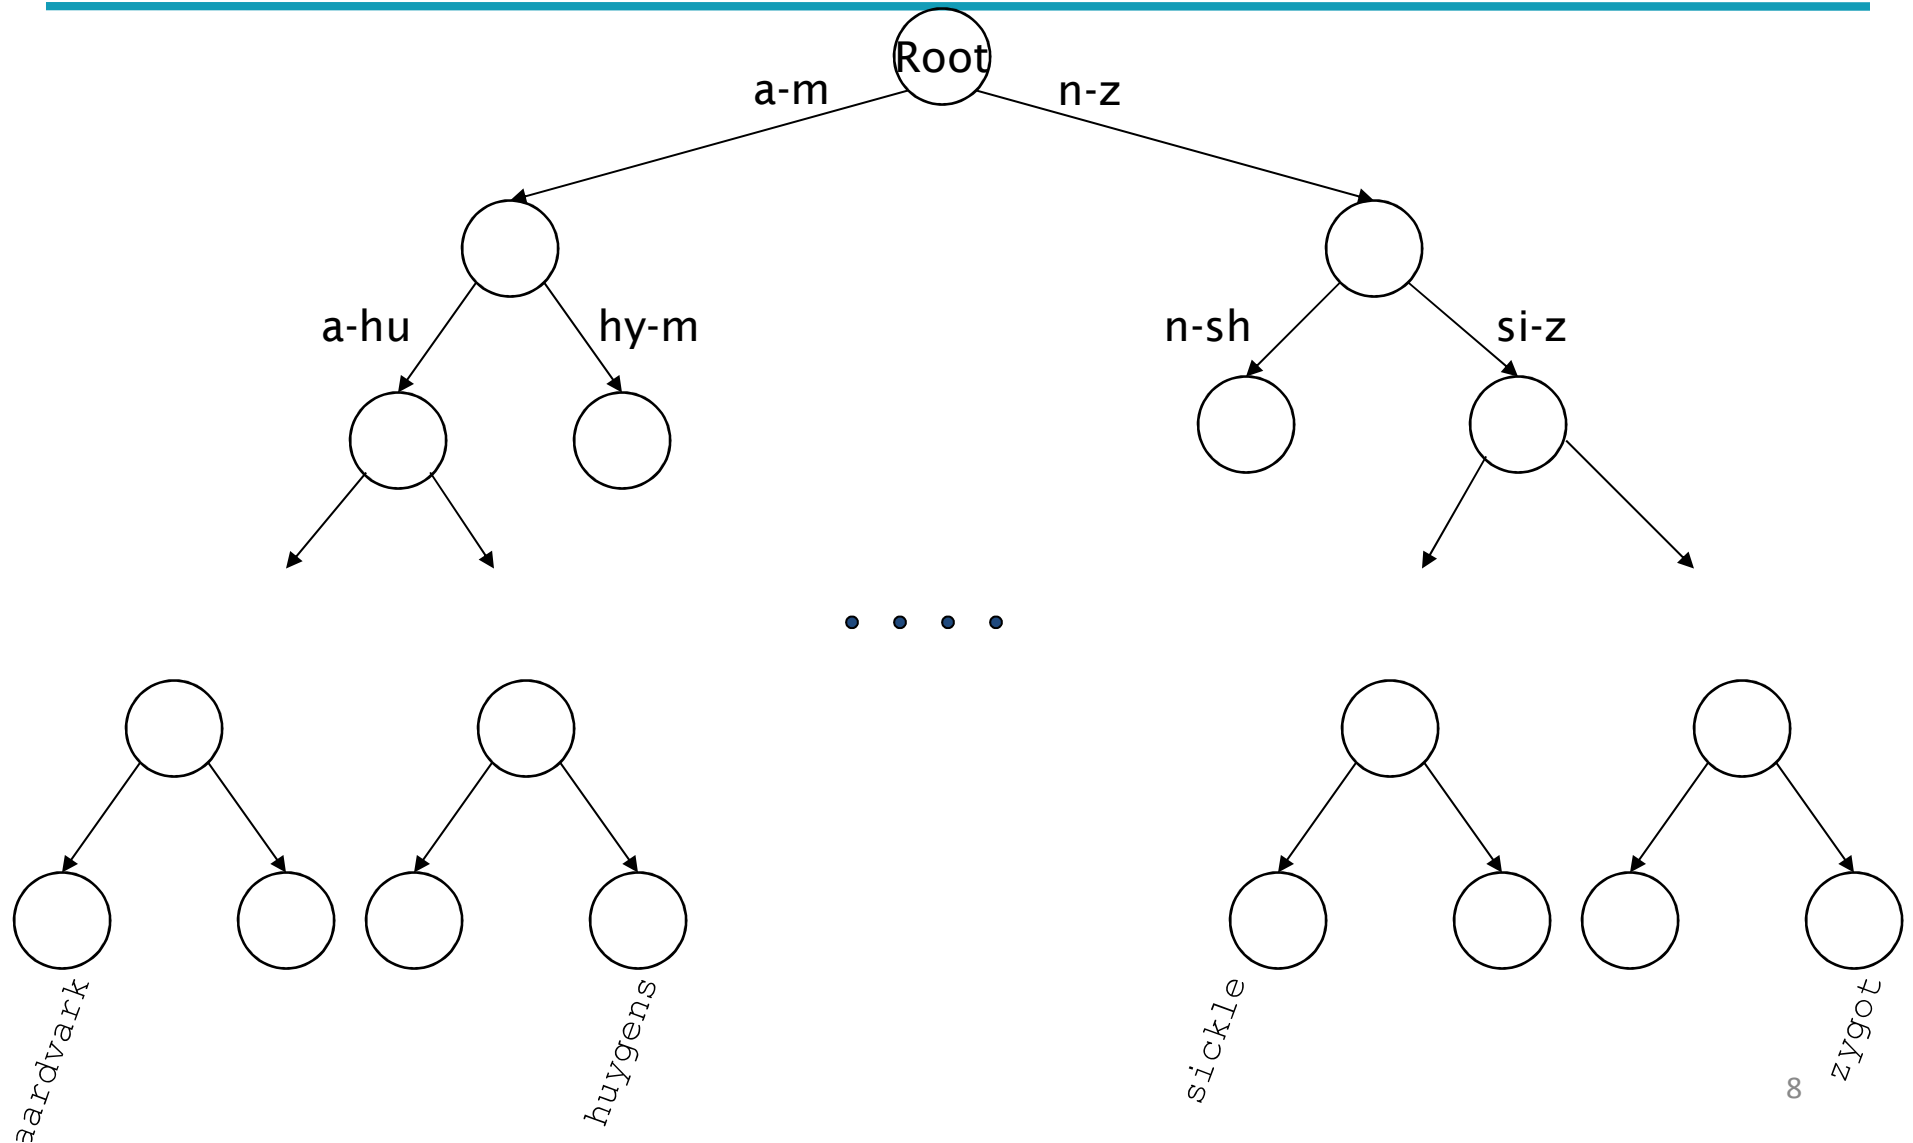 Root
a-m
n-z
a-hu
hy-m
n-sh
si-z
aardvark
huygens
sickle
zygot
8